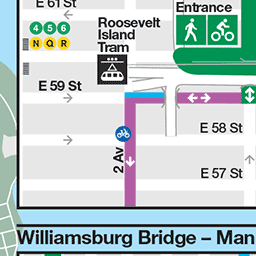 E 61 St
Entrance
4 5 6
N Q R
Roosevelt
Island
Tram
E 59 St
E 58 St
2 Av
E 57 St
Williamsburg Bridge – Man